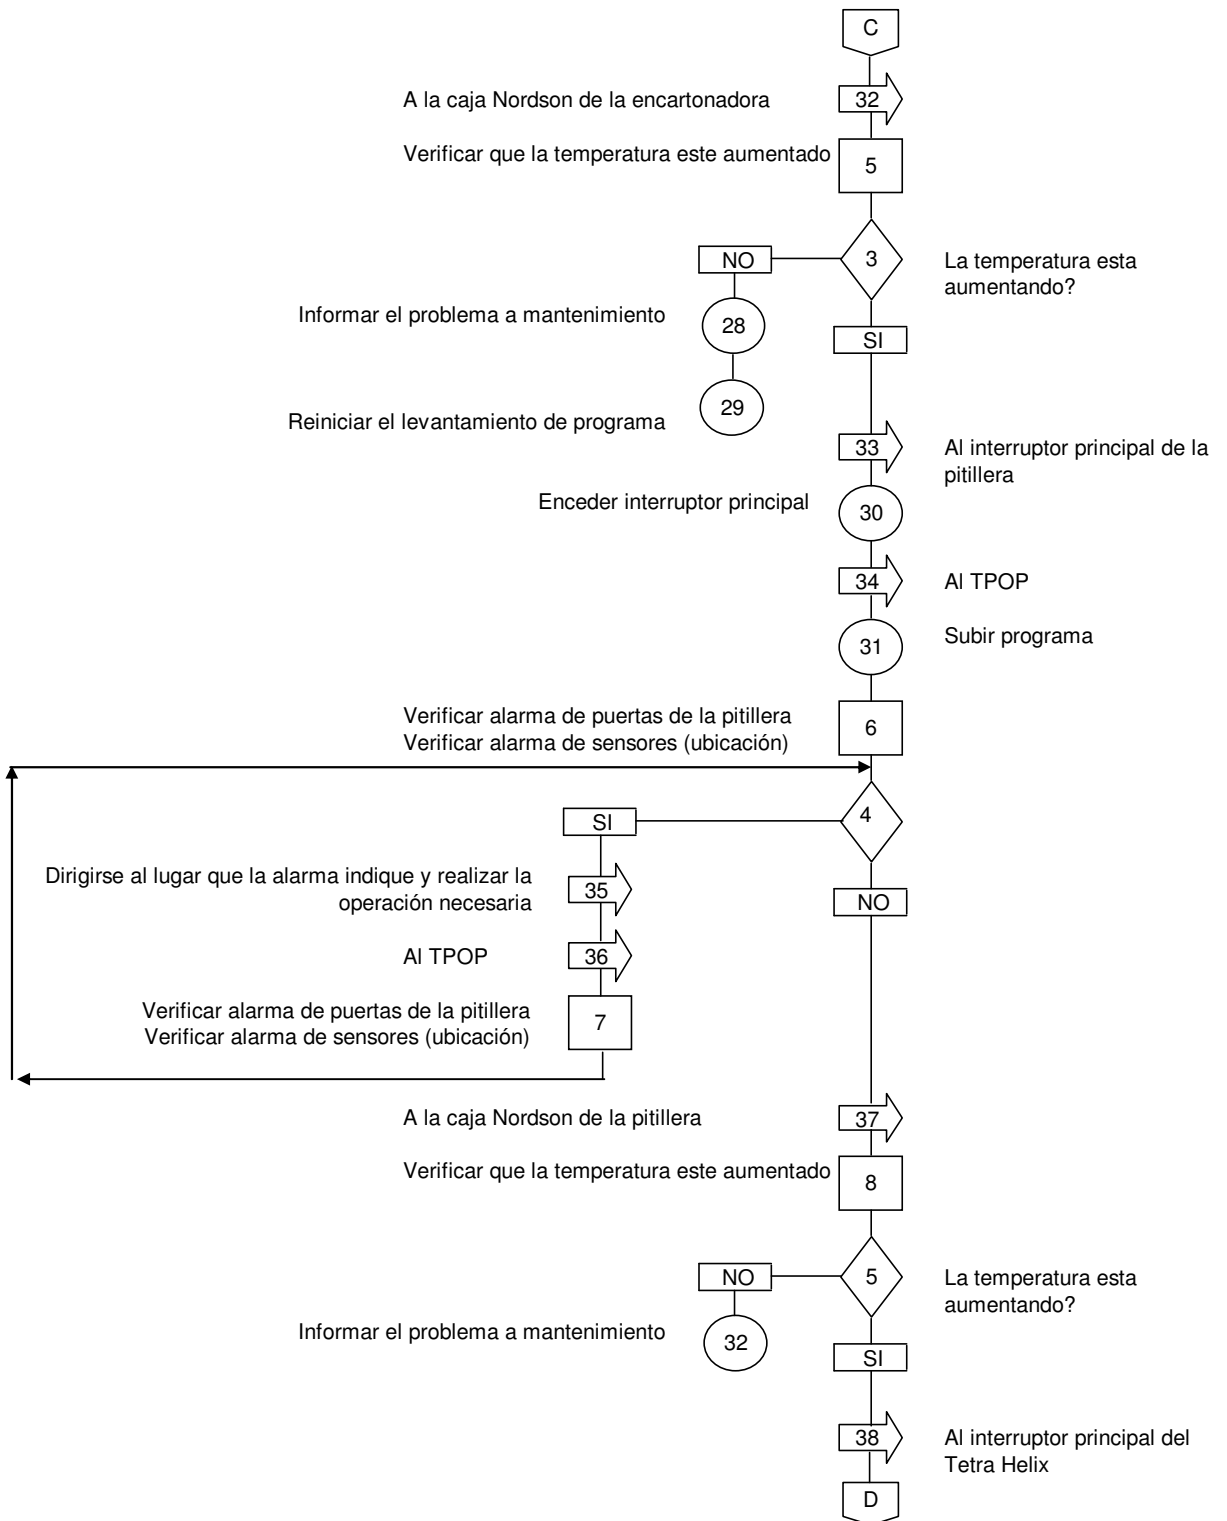 C
A la caja Nordson de la encartonadora
32
Verificar que la temperatura este aumentado
5
NO
3
La temperatura esta
aumentando?
Informar el problema a mantenimiento
28
SI
Reiniciar el levantamiento de programa
29
33
Al interruptor principal de la
pitillera
Enceder interruptor principal
30
34
Al TPOP
31
Subir programa
Verificar alarma de puertas de la pitillera
Verificar alarma de sensores (ubicación)
6
SI
4
Dirigirse al lugar que la alarma indique y realizar la
operación necesaria
35
NO
Al TPOP
36
Verificar alarma de puertas de la pitillera
Verificar alarma de sensores (ubicación)
7
A la caja Nordson de la pitillera
37
Verificar que la temperatura este aumentado
8
NO
5
La temperatura esta
aumentando?
Informar el problema a mantenimiento
32
SI
38
Al interruptor principal del
Tetra Helix
D